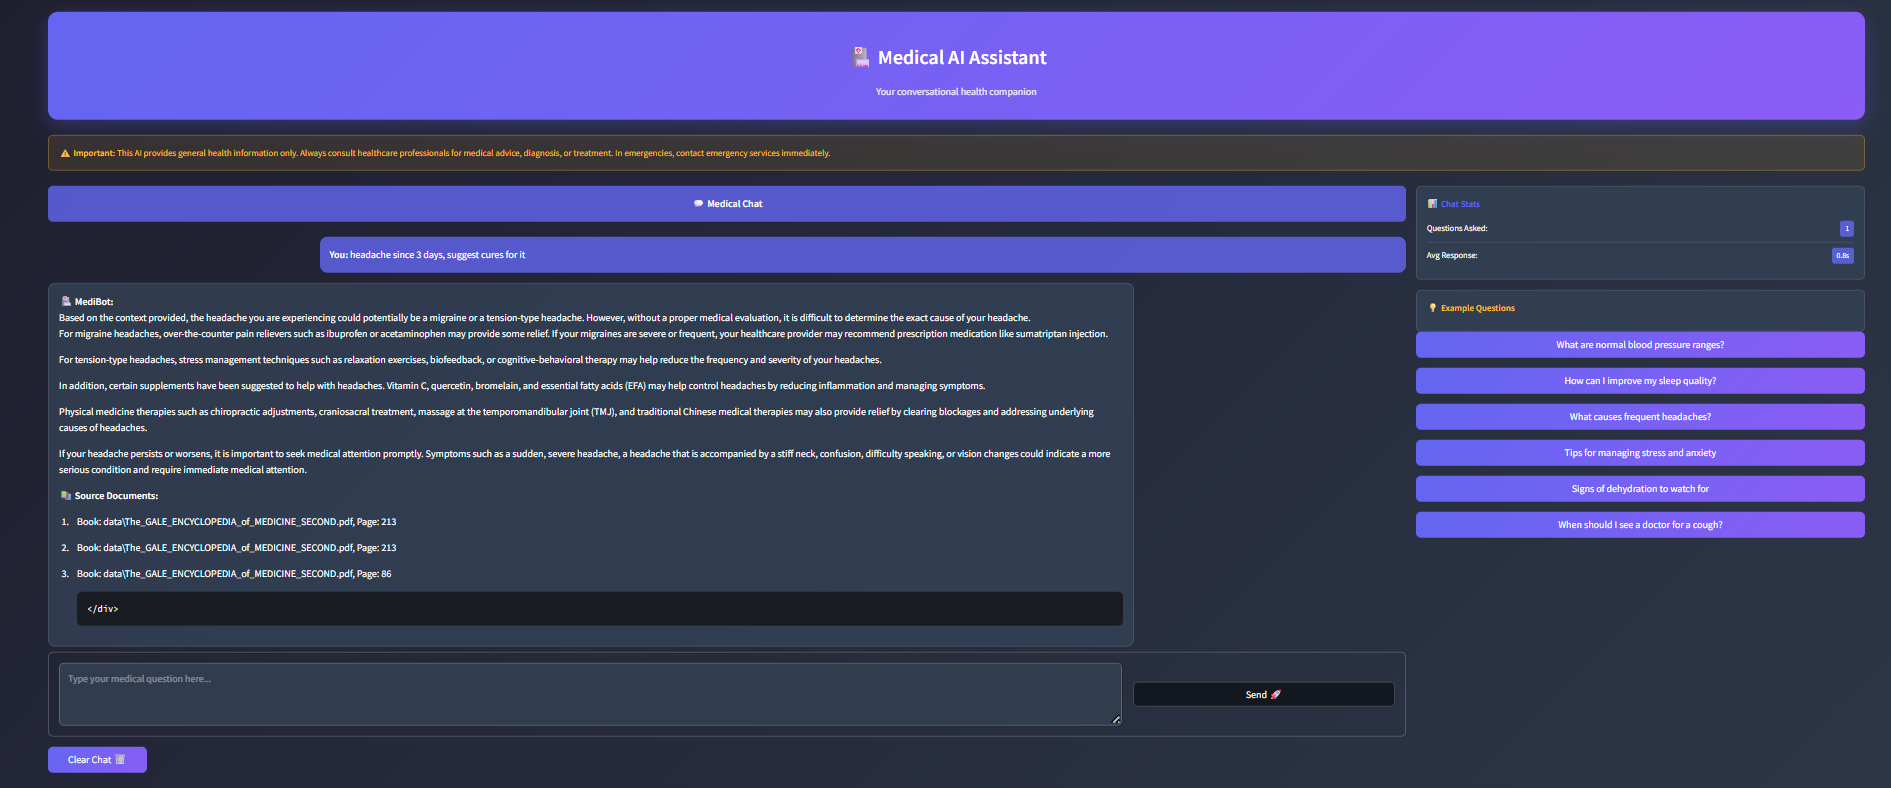 Medical AI Assistant
Your conversational health companion
Important: This AI provides general health information only. Always consult healthcare professionals for medical advice, diagnosis, or treatment. In emergencies, contact emergency services immediately.
Medical Chat
You: headache since 3 days, suggest cures for it
MediBot:
Based on the context provided, the headache you are experiencing could potentially be a migraine or a tension-type headache. However, without a proper medical evaluation, it is difficult to determine the exact cause of your headache.
For migraine headaches, over-the-counter pain relievers such as ibuprofen or acetaminophen may provide some relief. If your migraines are severe or frequent, your healthcare provider may recommend prescription medication like sumatriptan injection.
For tension-type headaches, stress management techniques such as relaxation exercises, biofeedback, or cognitive-behavioral therapy may help reduce the frequency and severity of your headaches.
In addition, certain supplements have been suggested to help with headaches. Vitamin C, quercetin, bromelain, and essential fatty acids (EFA) may help control headaches by reducing inflammation and managing symptoms.
Physical medicine therapies such as chiropractic adjustments, craniosacral treatment, massage at the temporomandibular joint (TMJ), and traditional Chinese medical therapies may also provide relief by clearing blockages and addressing underlying
causes of headaches.
If your headache persists or worsens, it is important to seek medical attention promptly. Symptoms such as a sudden, severe headache, a headache that is accompanied by a stiff neck, confusion, difficulty speaking, or vision changes could indicate a more
serious condition and require immediate medical attention.
Source Documents:
1. Book: data\The_GALE_ENCYCLOPEDIA_of_MEDICINE_SECOND.pdf, Page: 213
2. Book: data\The_GALE_ENCYCLOPEDIA_of_MEDICINE_SECOND.pdf, Page: 213
3. Book: data\The_GALE_ENCYCLOPEDIA_of_MEDICINE_SECOND.pdf, Page: 86
</div>
Type your medical question here...
Send
Clear Chat
Chat Stats
Questions Asked: 1
Avg Response: 0.8s
Example Questions
What are normal blood pressure ranges?
How can I improve my sleep quality?
What causes frequent headaches?
Tips for managing stress and anxiety
Signs of dehydration to watch for
When should I see a doctor for a cough?